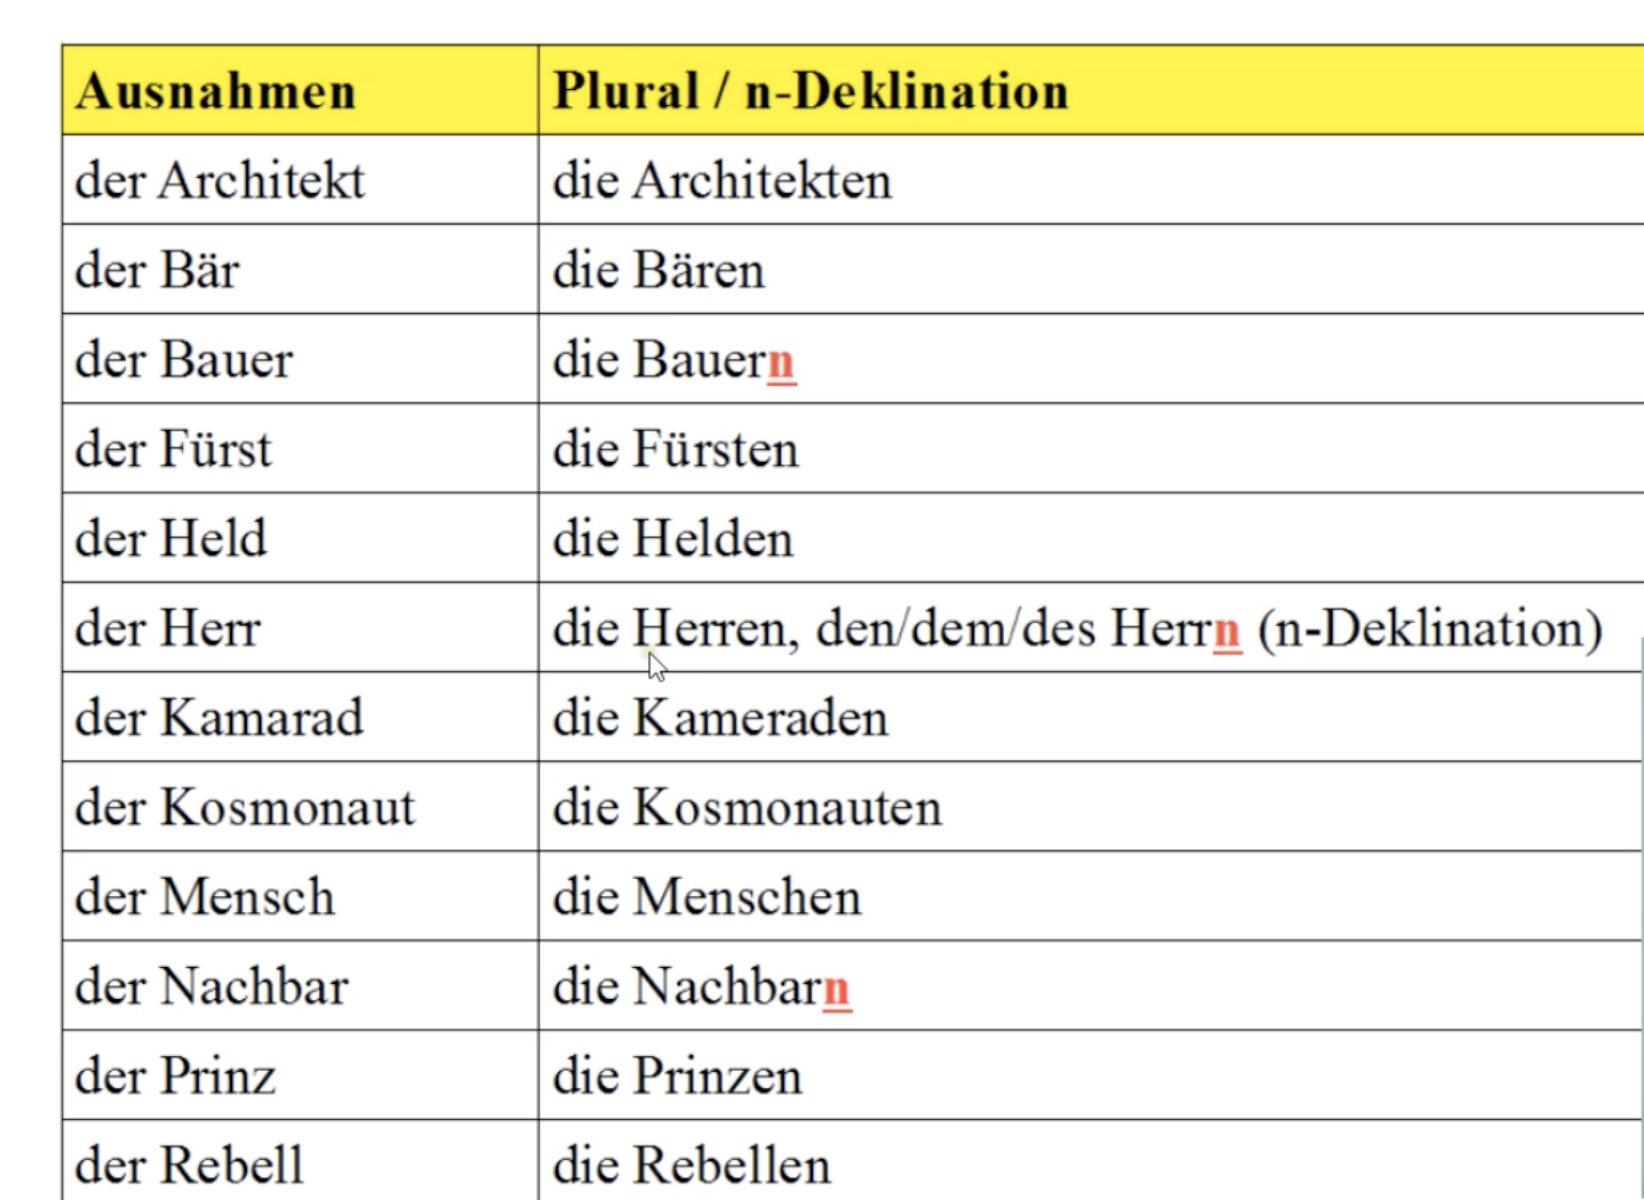 Ausnahmen Plural / n-Deklination
der Architekt die Architekten
der Bär die Bären
der Bauer die Bauern
der Fürst die Fürsten
der Held die Helden
der Herr die Herren, den/dem/des Herrn (n-Deklination)
der Kamarad die Kameraden
der Kosmonaut die Kosmonauten
der Mensch die Menschen
der Nachbar die Nachbarn
der Prinz die Prinzen
der Rebell die Rebellen